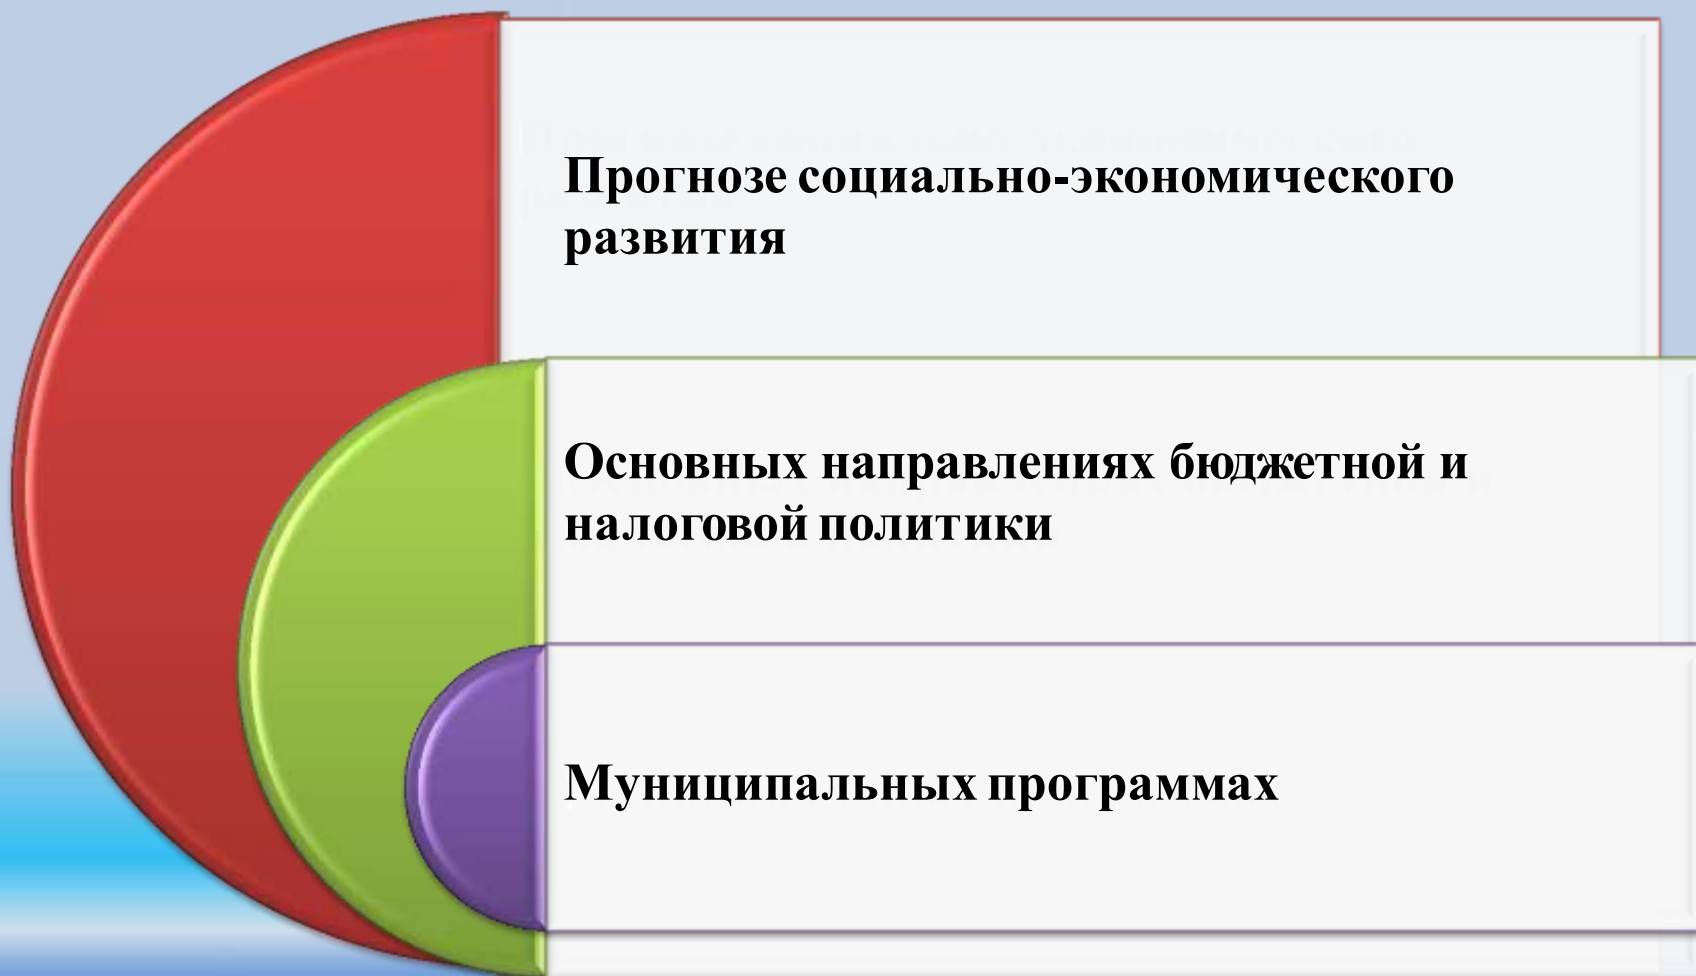 Прогнозе социально-экономического
развития
Основных направлениях бюджетной и
налоговой политики
Муниципальных программах